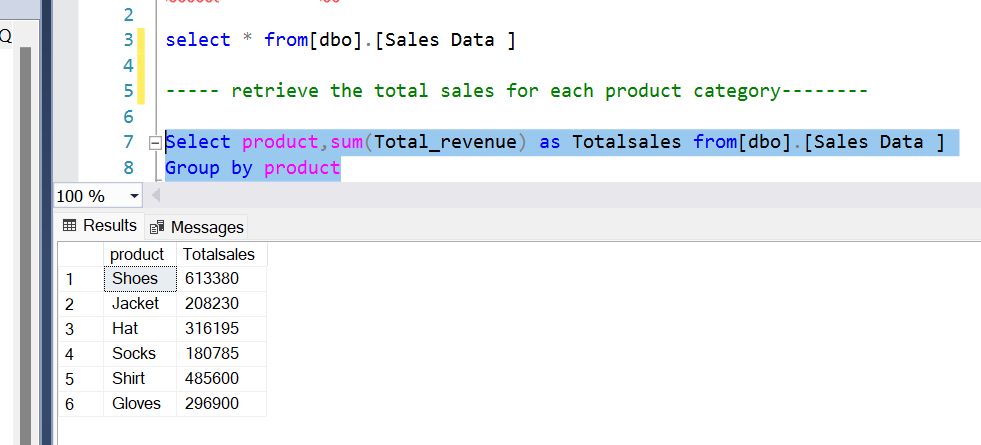 Q
2
3 select * from[dbo].[Sales Data ]
4
5 ----- retrieve the total sales for each product category--------
6
7 Select product,sum(Total_revenue) as Totalsales from[dbo].[Sales Data ]
8 Group by product
100 %
Results Messages
product Totalsales
1 Shoes 613380
2 Jacket 208230
3 Hat 316195
4 Socks 180785
5 Shirt 485600
6 Gloves 296900